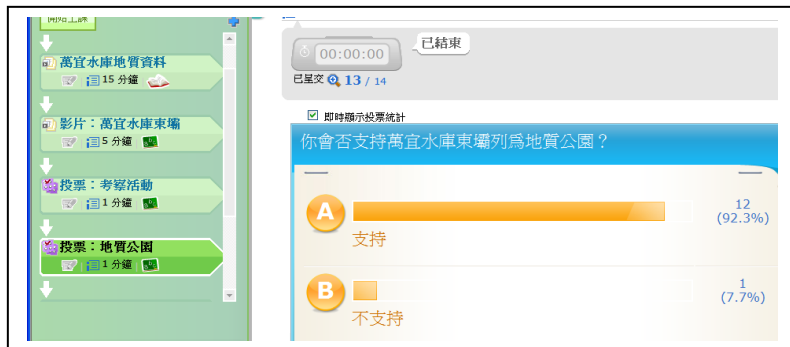 開始上課
萬宜水庫地質資料
15 分鐘
影片：萬宜水庫東壩
5 分鐘
投票：考察活動
1 分鐘
投票：地質公園
1 分鐘
00:00:00
已結束
已呈交 13 / 14
即時顯示投票統計
你會否支持萬宜水庫東壩列為地質公園？
A
12
(92.3%)
支持
B
1
(7.7%)
不支持